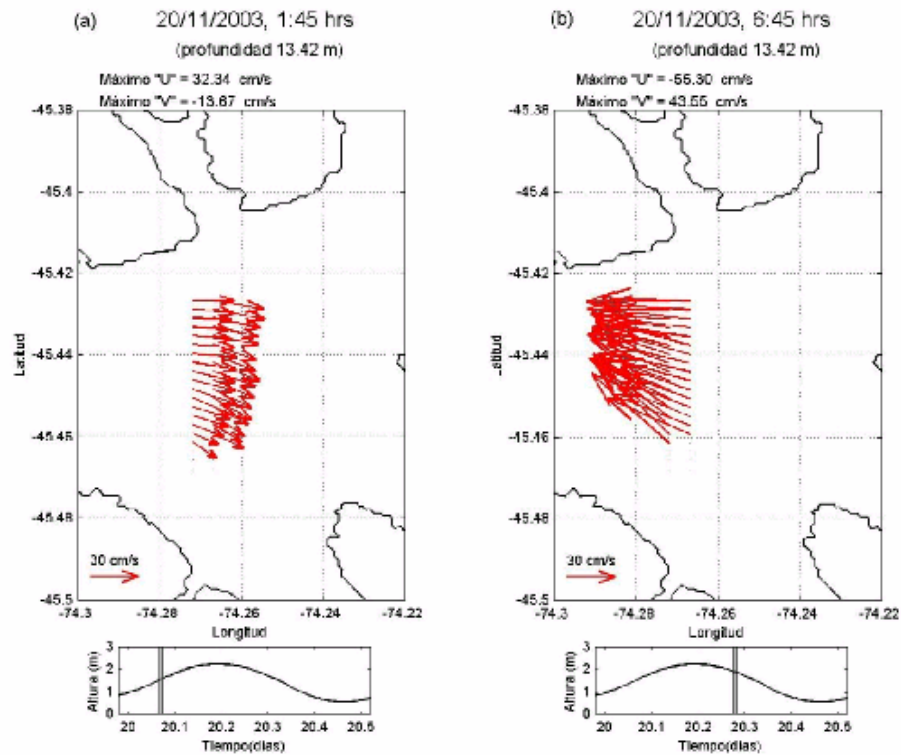 (a) 20/11/2003, 1:45 hrs
(profundidad 13.42 m)
Máximo "U" = 32.34 cm/s
Máximo "V" = -13.67 cm/s
-45.38
-45.4
-45.42
-45.44
-45.46
-45.48
-45.5
Latitud
30 cm/s
-74.3 -74.28 -74.26 -74.24 -74.22
Longitud
Altura (m)
3
2
1
0
20 20.1 20.2 20.3 20.4 20.5
Tiempo(dias)
(b) 20/11/2003, 6:45 hrs
(profundidad 13.42 m)
Máximo "U" = -55.30 cm/s
Máximo "V" = 43.55 cm/s
-45.38
-45.4
-45.42
-45.44
-45.46
-45.48
-45.5
Latitud
30 cm/s
-74.3 -74.28 -74.26 -74.24 -74.22
Longitud
Altura (m)
3
2
1
0
20 20.1 20.2 20.3 20.4 20.5
Tiempo(dias)